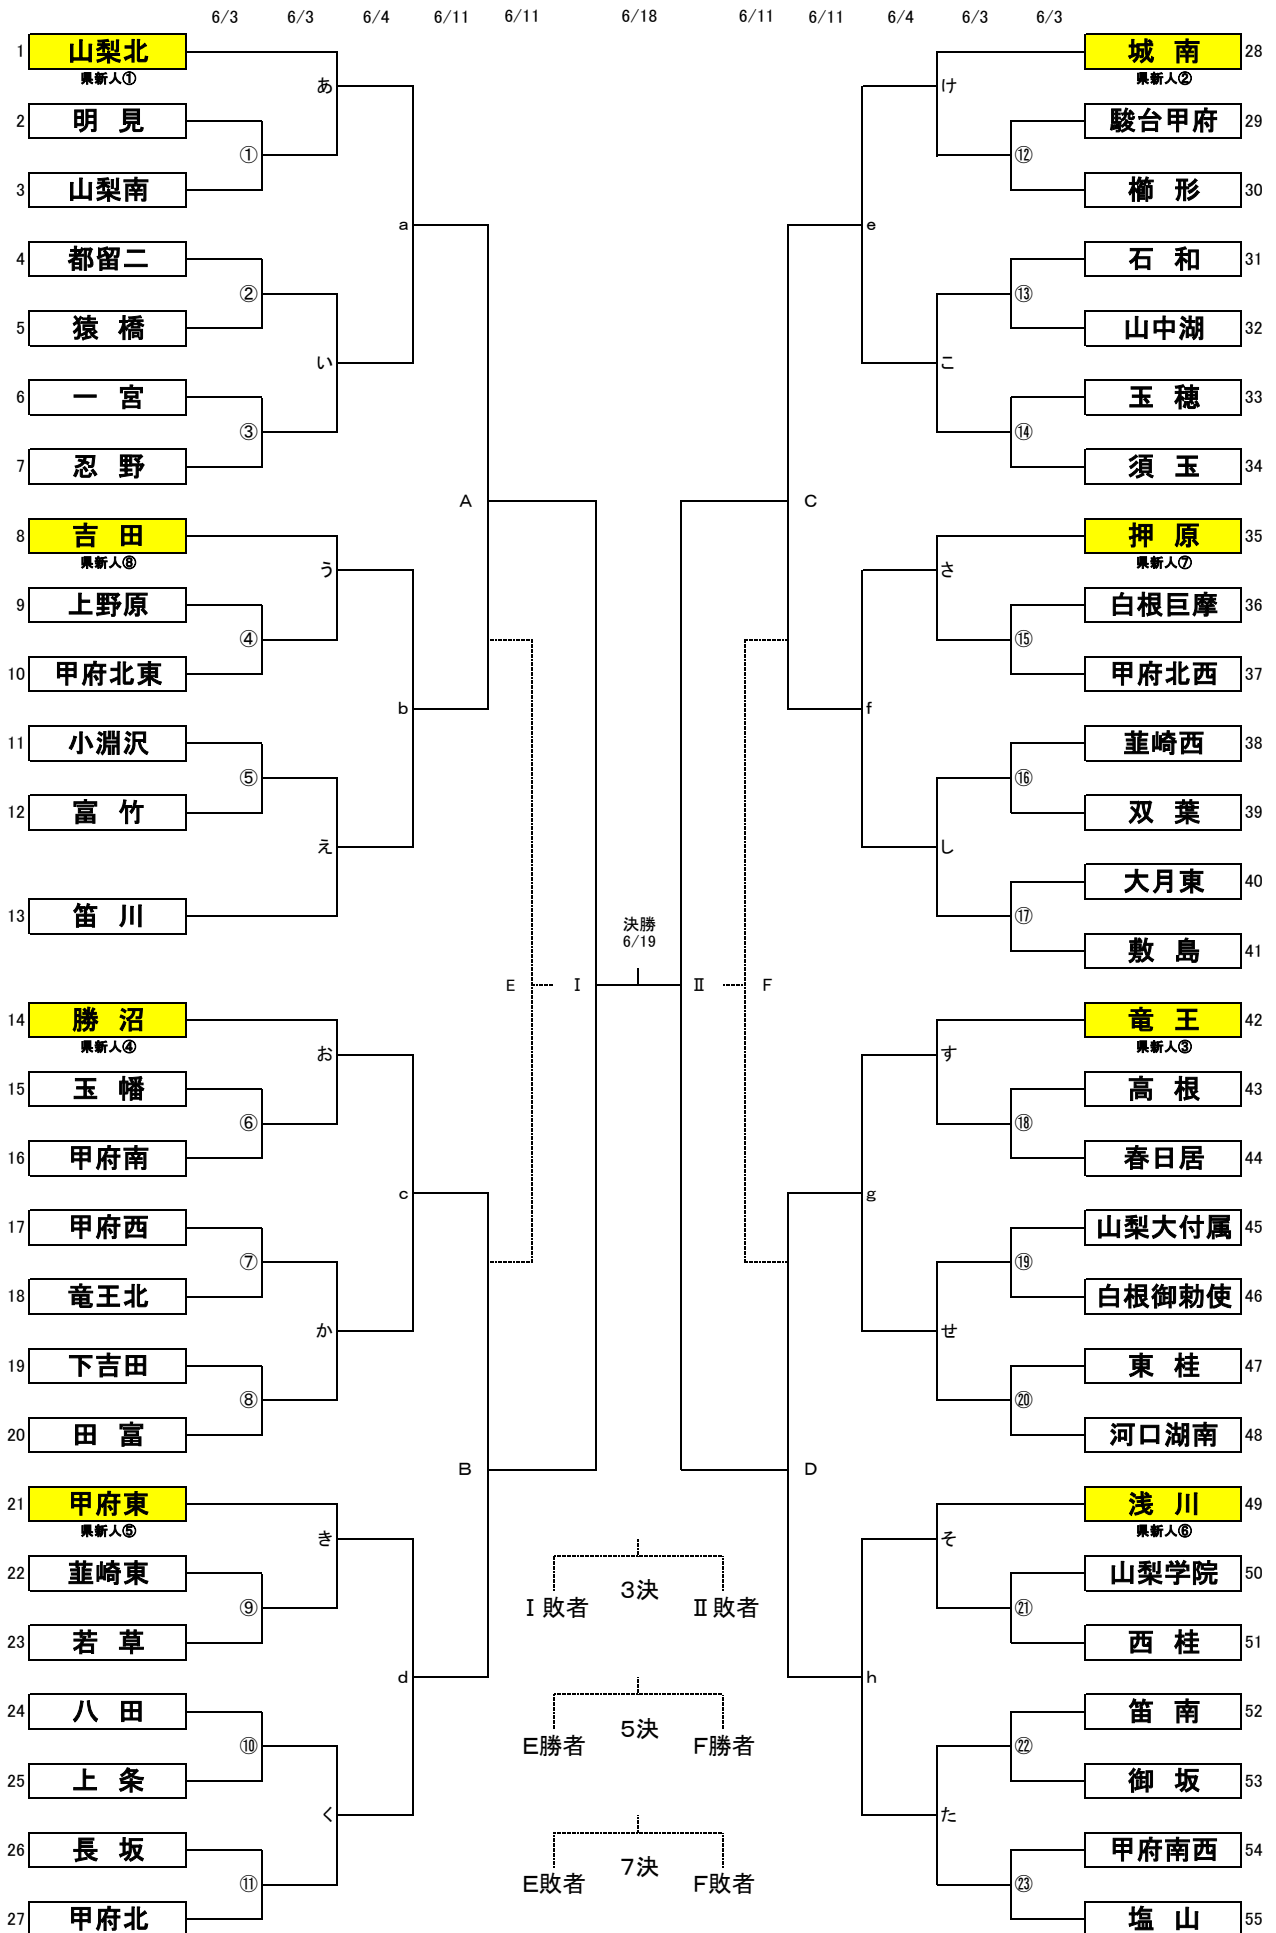 6/3 6/3 6/4 6/11 6/11 6/18 6/11 6/11 6/4 6/3 6/3
1 山梨北
県新人①
2 明 見
3 山梨南
4 都留二
5 猿 橋
6 一 宮
7 忍 野
8 吉 田
県新人⑧
9 上野原
10 甲府北東
11 小淵沢
12 富 竹
13 笛 川
14 勝 沼
県新人④
15 玉 幡
16 甲府南
17 甲府西
18 竜王北
19 下吉田
20 田 富
21 甲府東
県新人⑤
22 韮崎東
23 若 草
24 八 田
25 上 条
26 長 坂
27 甲府北
①
②
③
④
⑤
⑥
⑦
⑧
⑨
⑩
⑪
あ
い
う
え
お
か
き
く
a
b
c
d
A
B
E
Ⅰ
決勝
6/19
Ⅱ
F
Ⅰ敗者 3決 Ⅱ敗者
E勝者 5決 F勝者
E敗者 7決 F敗者
C
D
e
f
g
h
け
こ
さ
し
す
せ
そ
た
⑫
⑬
⑭
⑮
⑯
⑰
⑱
⑲
⑳
㉑
㉒
㉓
城 南 28
県新人②
駿台甲府 29
櫛 形 30
石 和 31
山中湖 32
玉 穂 33
須 玉 34
押 原 35
県新人⑦
白根巨摩 36
甲府北西 37
韮崎西 38
双 葉 39
大月東 40
敷 島 41
竜 王 42
県新人③
高 根 43
春日居 44
山梨大付属 45
白根御勅使 46
東 桂 47
河口湖南 48
浅 川 49
県新人⑥
山梨学院 50
西 桂 51
笛 南 52
御 坂 53
甲府南西 54
塩 山 55